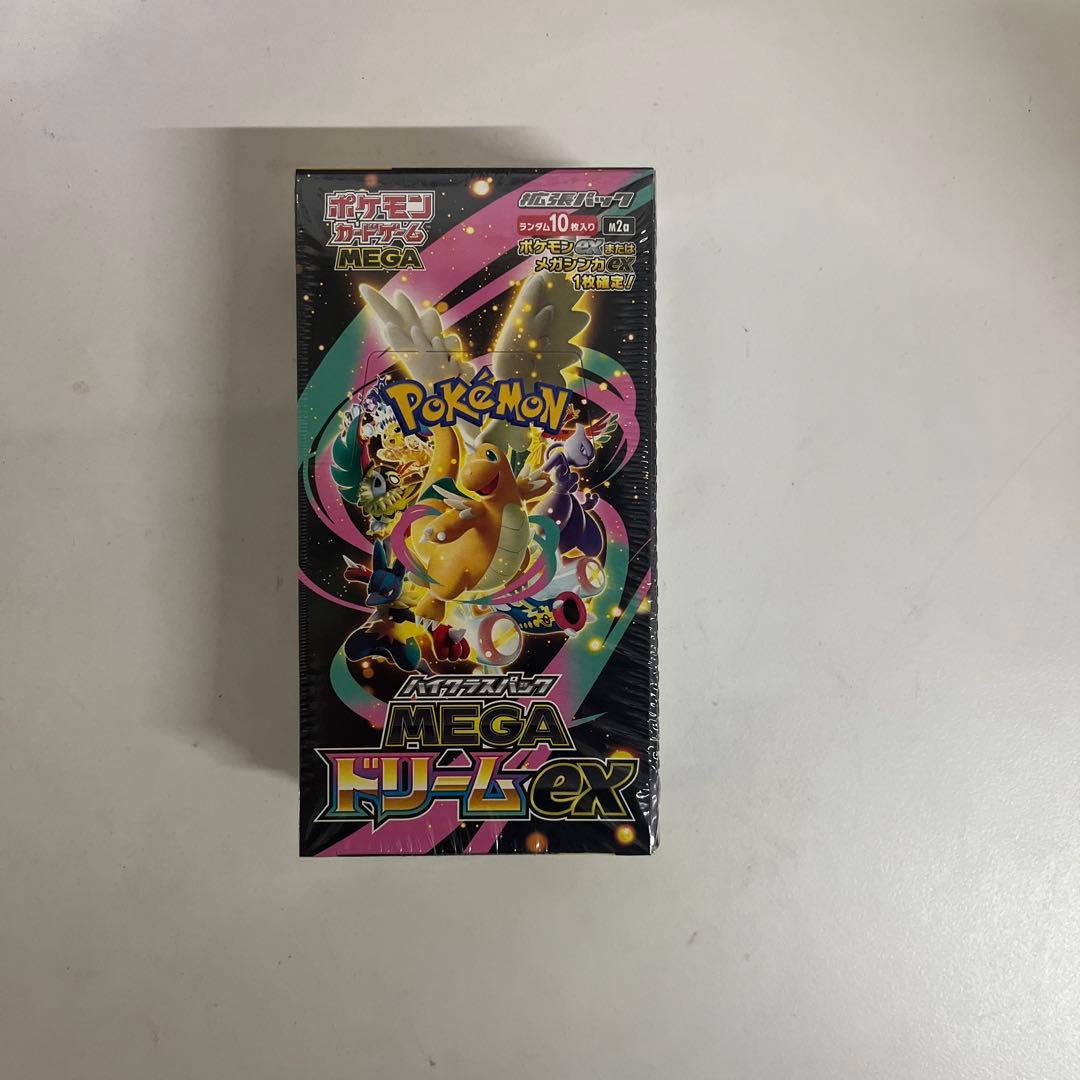 ポケモン
カードゲーム
MEGA
拡張パック
ランダム10枚入り M2a
ポケモンexまたは
メガシンカex
1枚確定!
POKéMON
ハイクラスパック
MEGA
ドリームex